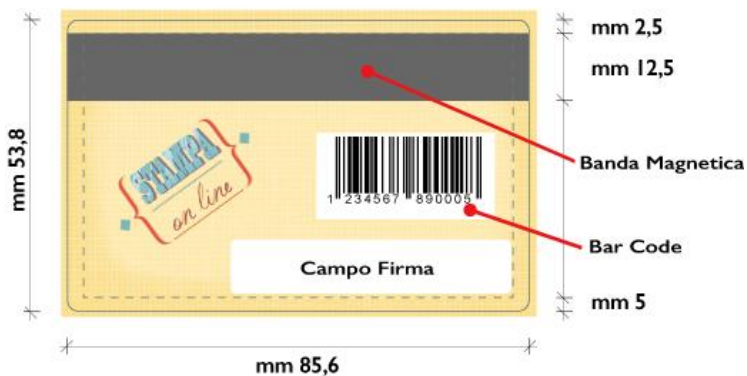 mm 2,5
mm 12,5
mm 53,8
Banda Magnetica
STAMPA
on line
1 234567 890005
Bar Code
Campo Firma
mm 5
mm 85,6